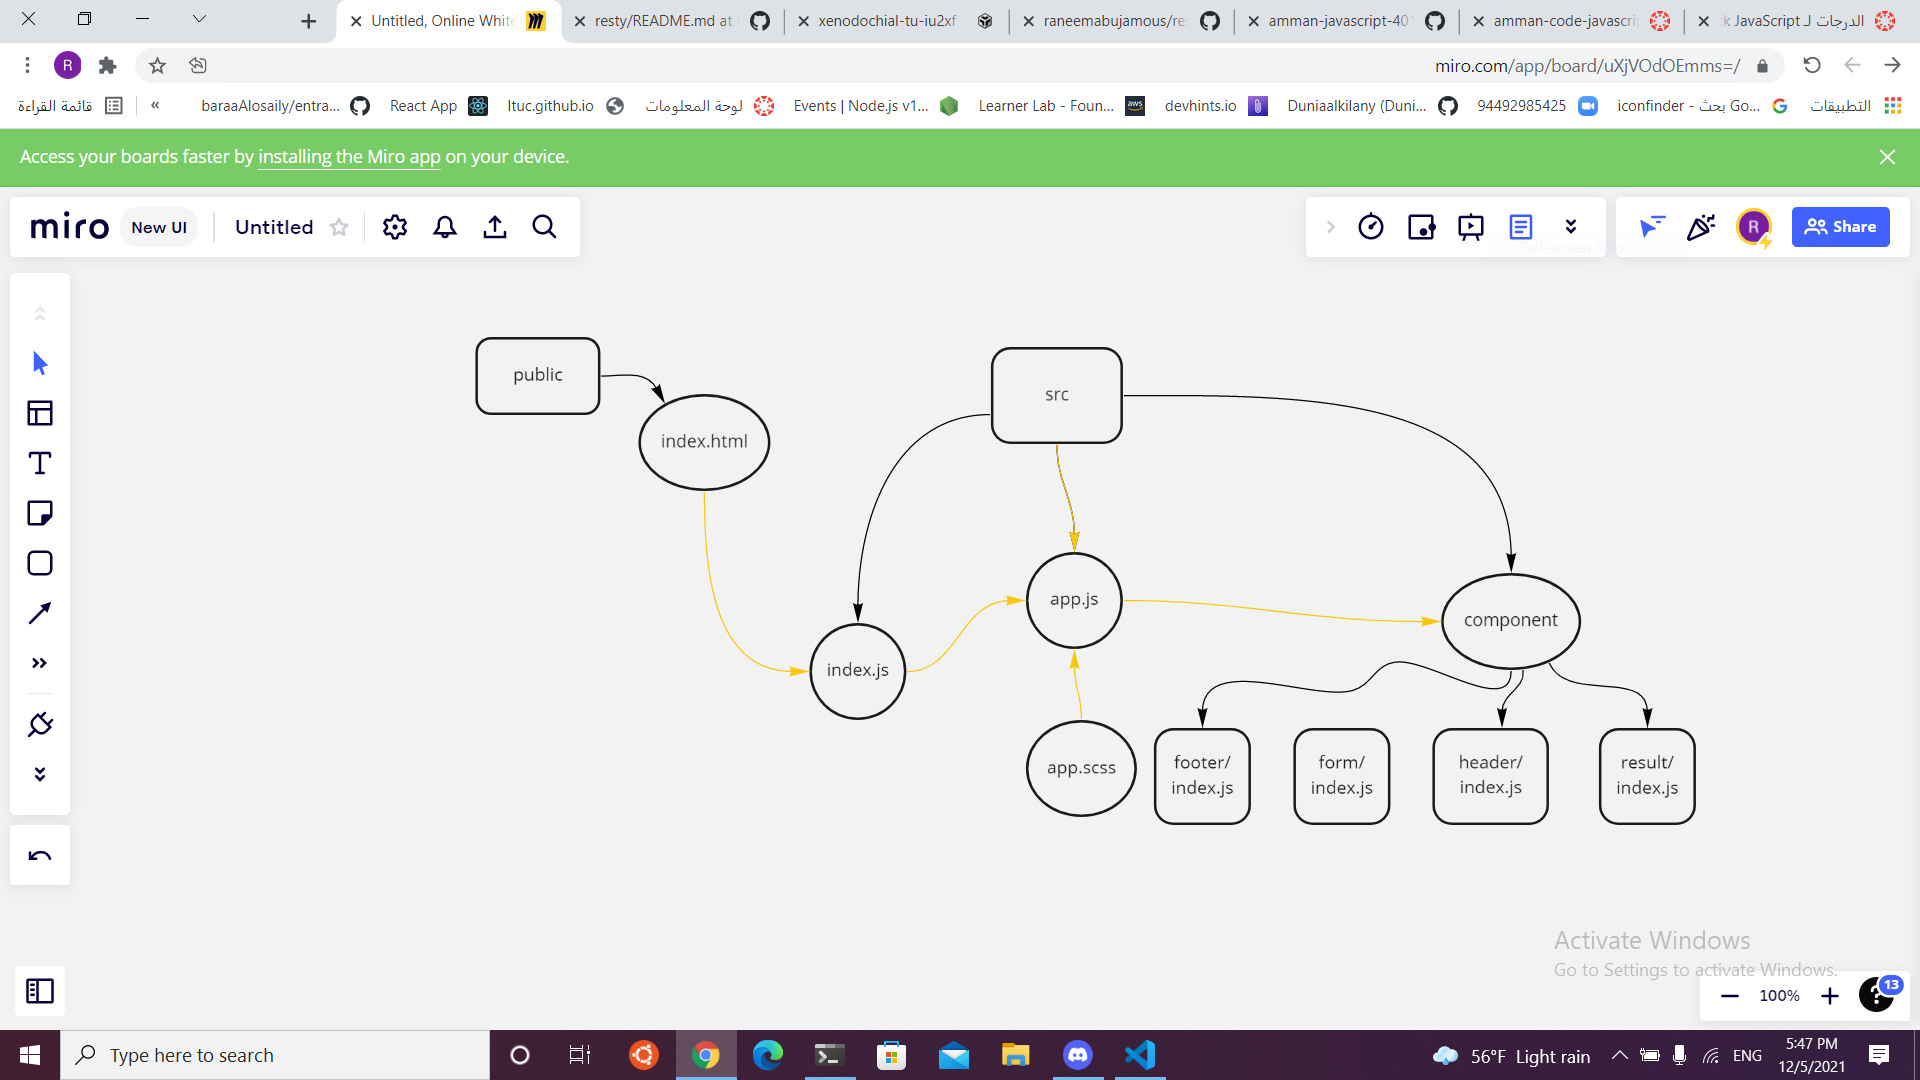 Untitled, Online White
resty/README.md at
xenodochial-tu-iu2xf
raneemabujamous/res
amman-javascript-401
amman-code-javascrip
الدرجات لـ k JavaScript
R
miro.com/app/board/uXjVOdOEmms=/
قائمة القراءة
«
baraaAlosaily/entra...
React App
ltuc.github.io
لوحة المعلومات
Events | Node.js v1...
Learner Lab - Foun...
aws
devhints.io
Duniaalkilany (Duni...
94492985425
iconfinder - بحث Go...
التطبيقات
Access your boards faster by installing the Miro app on your device.
miro
New UI
Untitled
R
Share
public
src
index.html
app.js
component
index.js
app.scss
footer/
index.js
form/
index.js
header/
index.js
result/
index.js
Activate Windows
Go to Settings to activate Windows.
100%
?
13
Type here to search
56°F Light rain
ENG
5:47 PM
12/5/2021